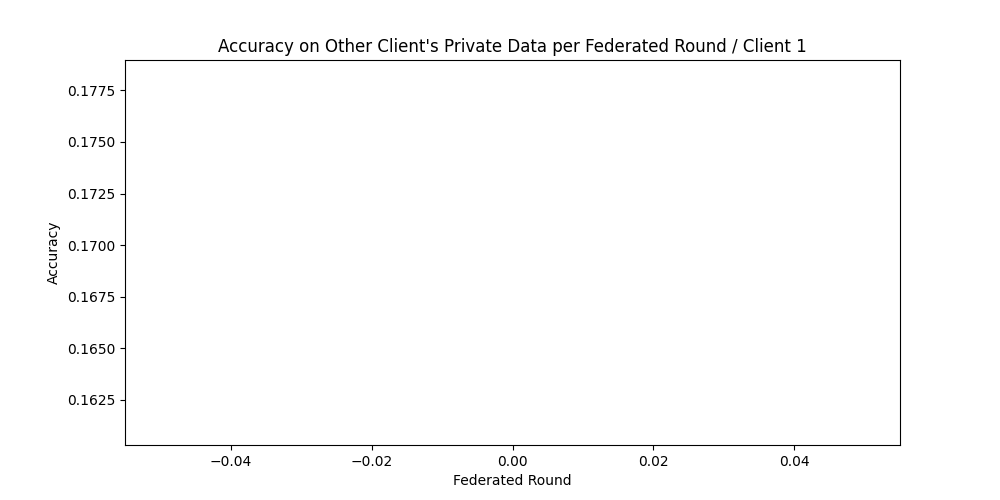 Accuracy on Other Client's Private Data per Federated Round / Client 1
0.1775
0.1750
0.1725
0.1700
0.1675
0.1650
0.1625
Accuracy
−0.04 −0.02 0.00 0.02 0.04
Federated Round